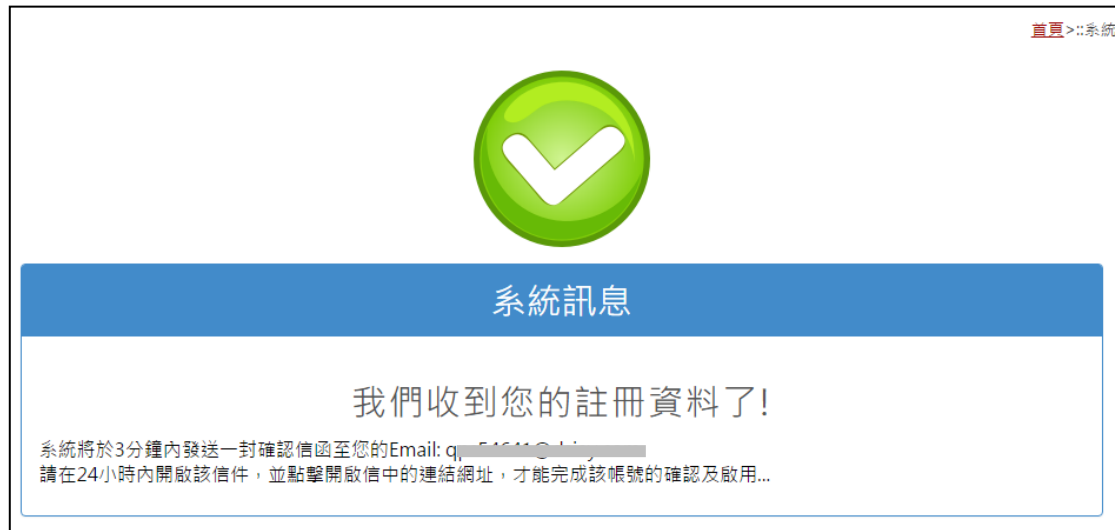 首頁>::系統
系統訊息
我們收到您的註冊資料了!
系統將於3分鐘內發送一封確認信函至您的Email:
請在24小時內開啟該信件，並點擊開啟信中的連結網址，才能完成該帳號的確認及啟用...